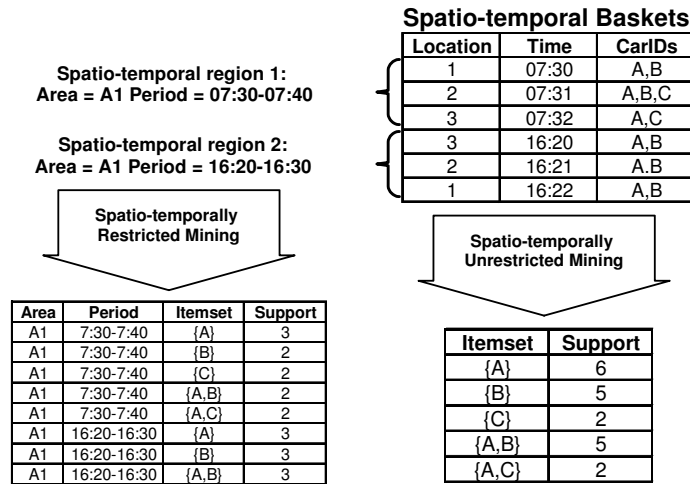 Spatio-temporal Baskets
Location Time CarIDs
1 07:30 A,B
2 07:31 A,B,C
3 07:32 A,C
3 16:20 A,B
2 16:21 A.B
1 16:22 A,B
Spatio-temporal region 1:
Area = A1 Period = 07:30-07:40
Spatio-temporal region 2:
Area = A1 Period = 16:20-16:30
Spatio-temporally
Restricted Mining
Spatio-temporally
Unrestricted Mining
Area Period Itemset Support
A1 7:30-7:40 {A} 3
A1 7:30-7:40 {B} 2
A1 7:30-7:40 {C} 2
A1 7:30-7:40 {A,B} 2
A1 7:30-7:40 {A,C} 2
A1 16:20-16:30 {A} 3
A1 16:20-16:30 {B} 3
A1 16:20-16:30 {A,B} 3
Itemset Support
{A} 6
{B} 5
{C} 2
{A,B} 5
{A,C} 2